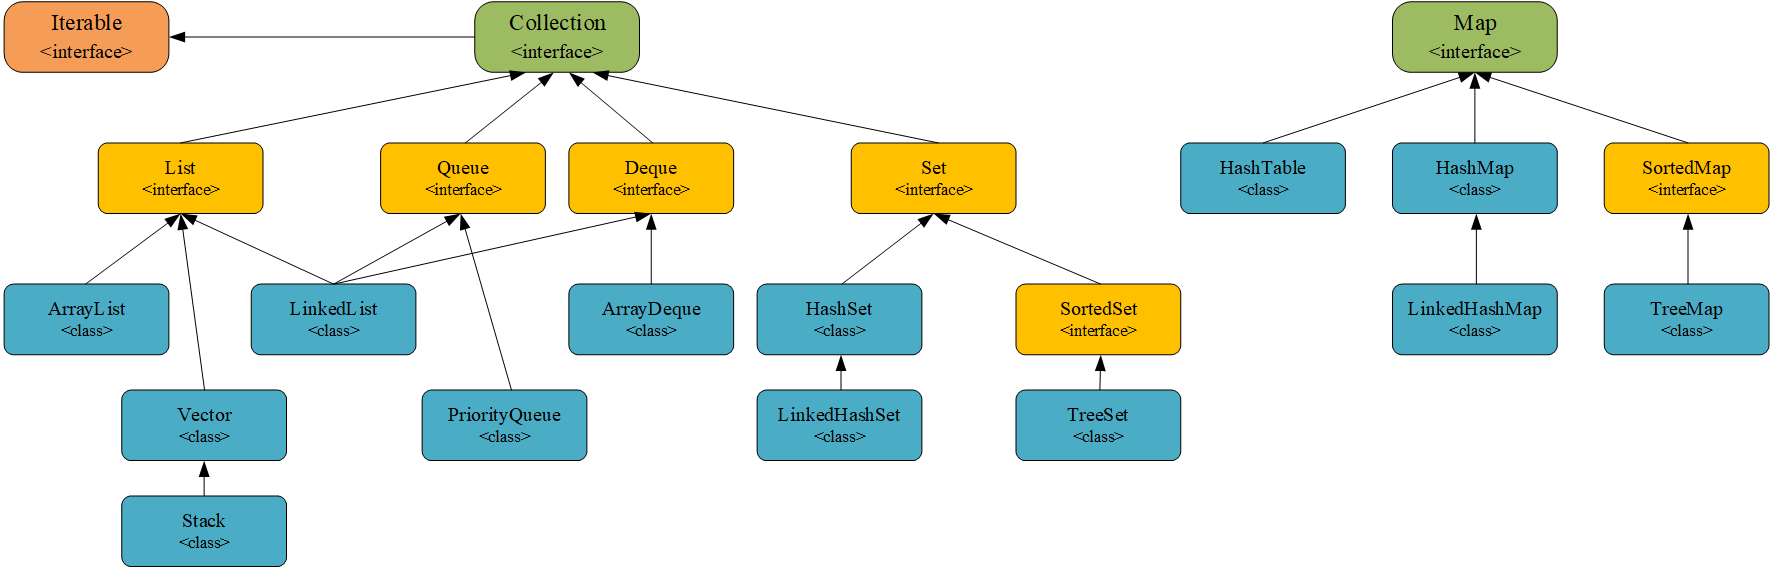 Iterable
<interface>
Collection
<interface>
Map
<interface>
List
<interface>
Queue
<interface>
Deque
<interface>
Set
<interface>
HashTable
<class>
HashMap
<class>
SortedMap
<interface>
ArrayList
<class>
LinkedList
<class>
ArrayDeque
<class>
HashSet
<class>
SortedSet
<interface>
LinkedHashMap
<class>
TreeMap
<class>
Vector
<class>
PriorityQueue
<class>
LinkedHashSet
<class>
TreeSet
<class>
Stack
<class>